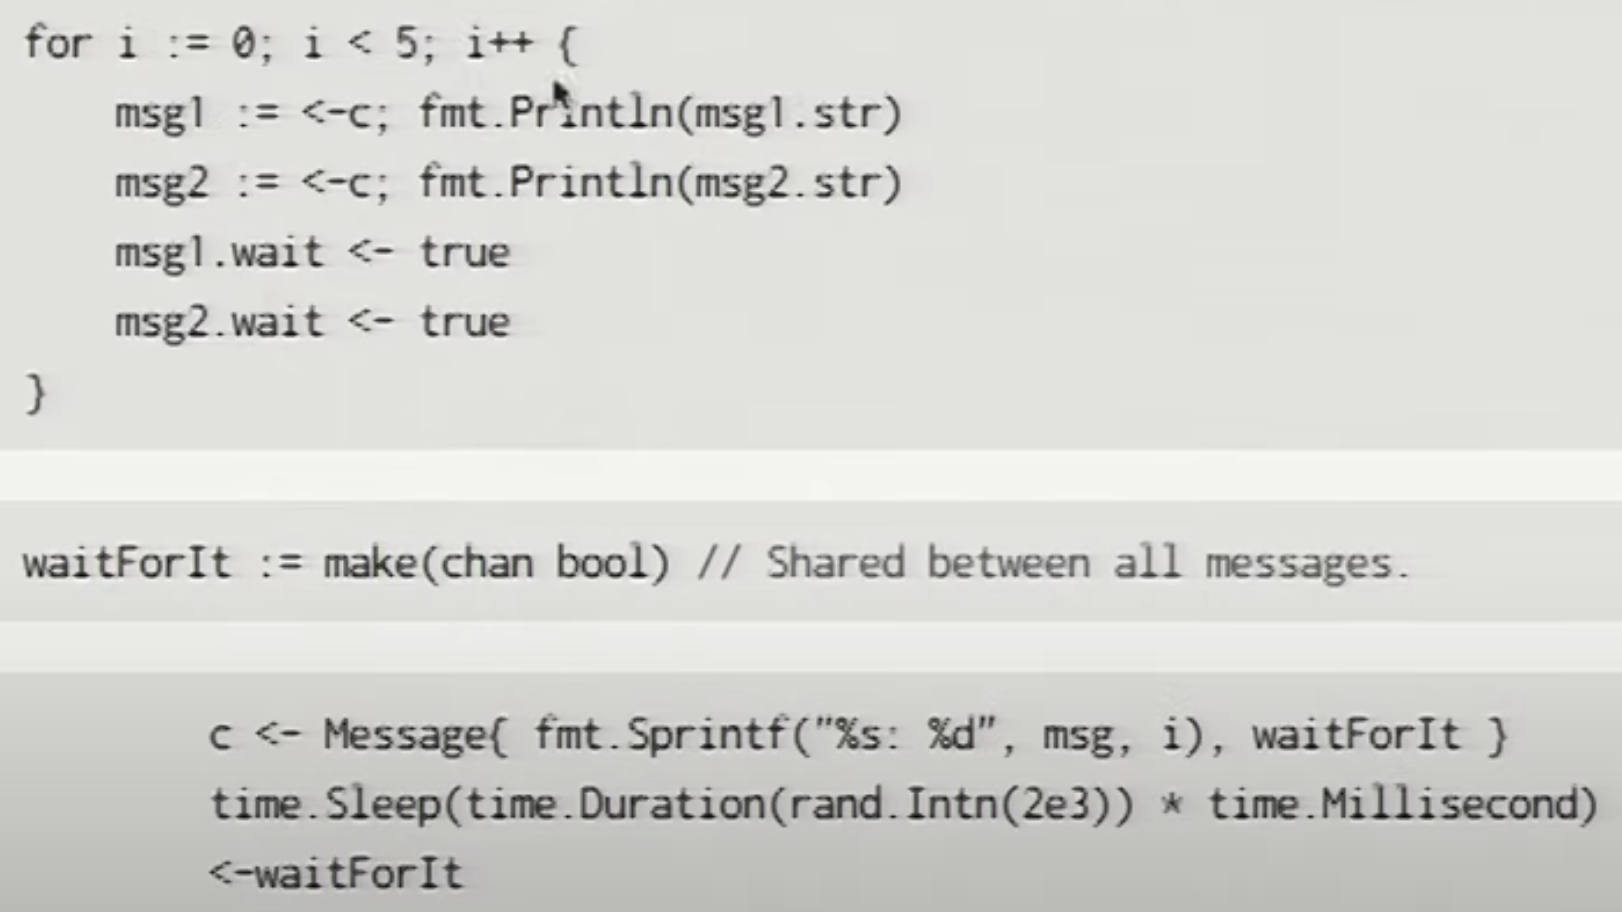 for i := 0; i < 5; i++ {
    msg1 := <-c; fmt.Println(msg1.str)
    msg2 := <-c; fmt.Println(msg2.str)
    msg1.wait <- true
    msg2.wait <- true
}
waitForIt := make(chan bool) // Shared between all messages.
        c <- Message{ fmt.Sprintf("%s: %d", msg, i), waitForIt }
        time.Sleep(time.Duration(rand.Intn(2e3)) * time.Millisecond)
        <-waitForIt